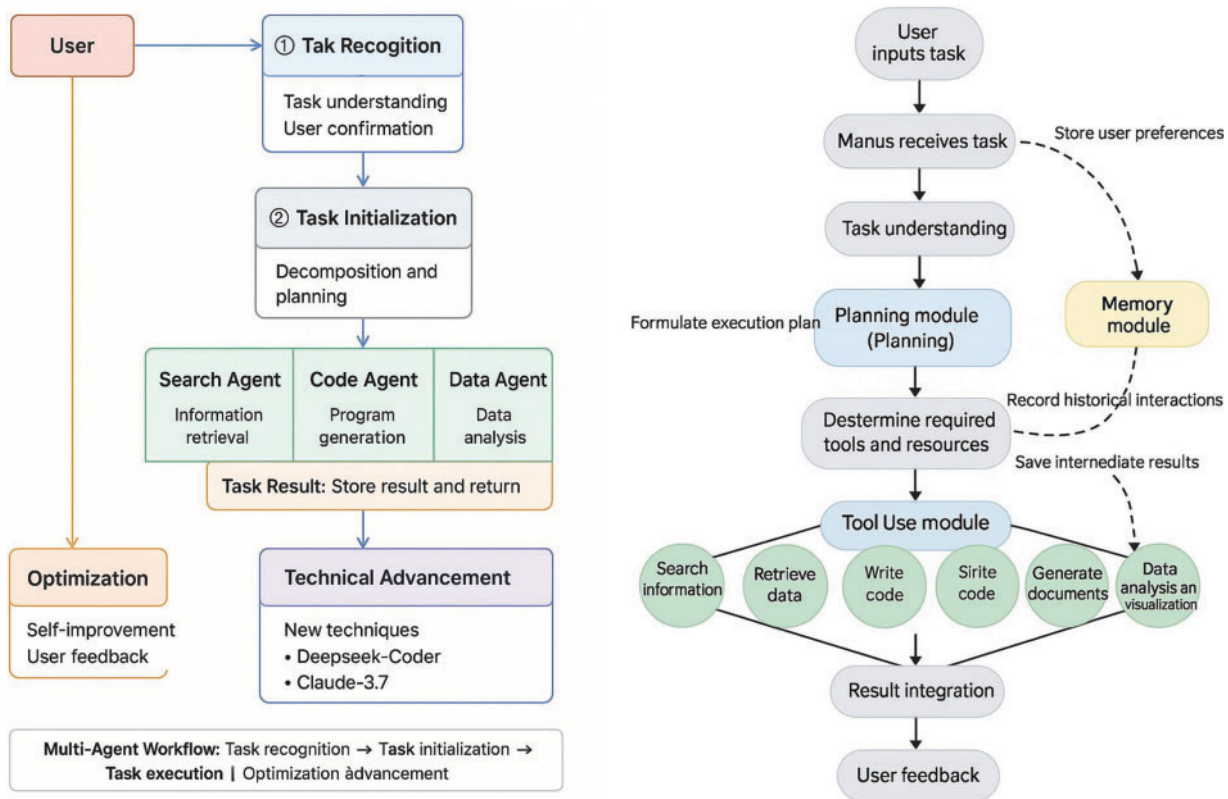 User
① Tak Recogition
Task understanding
User confirmation
② Task Initialization
Decomposition and
planning
Search Agent
Information
retrieval
Code Agent
Program
generation
Data Agent
Data
analysis
Task Result: Store result and return
Optimization
Self-improvement
User feedback
Technical Advancement
New techniques
• Deepseek-Coder
• Claude-3.7
Multi-Agent Workflow: Task recognition → Task initialization →
Task execution | Optimization àdvancement
User
inputs task
Manus receives task
Store user preferences
Task understanding
Formulate execution plan
Planning module
(Planning)
Memory
module
Record historical interactions
Destermine required
tools and resources
Save internediate results
Tool Use module
Search
information
Retrieve
data
Write
code
Sirite
code
Generate
documents
Data
analysis an
visualization
Result integration
User feedback